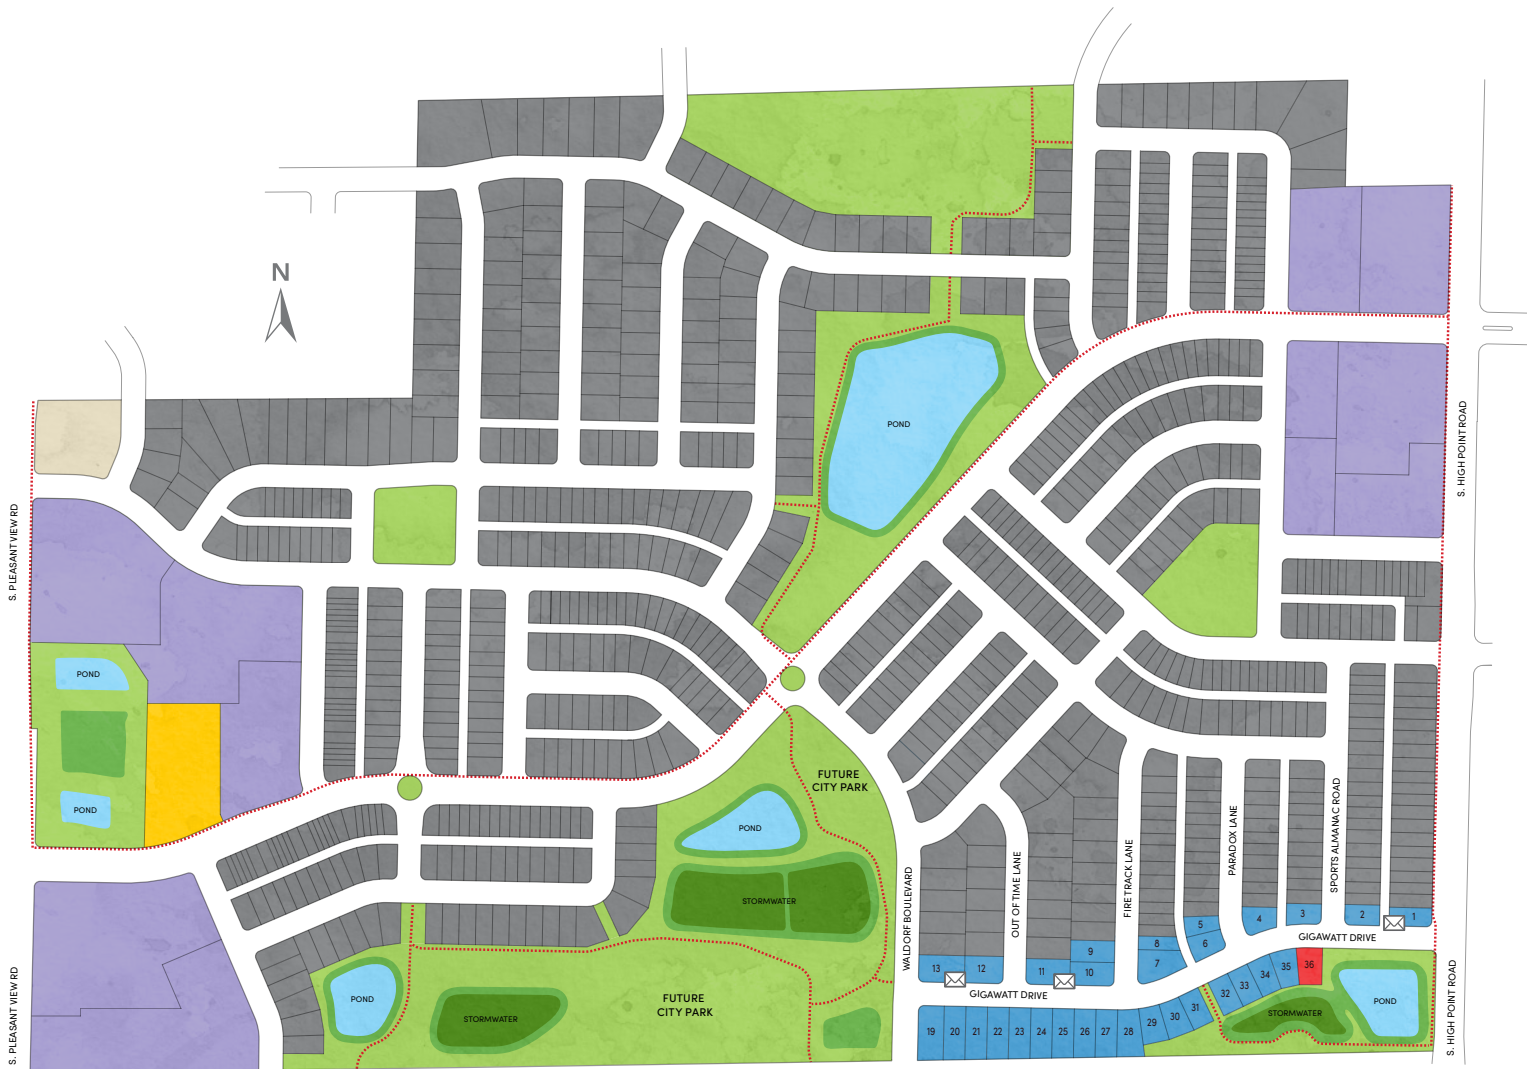 N
POND
S. HIGH POINT ROAD
S. PLEASANT VIEW RD
POND
POND
FUTURE
CITY PARK
POND
STORMWATER
WALDORF BOULEVARD
OUT OF TIME LANE
FIRE TRACK LANE
PARADOX LANE
SPORTS ALMANAC ROAD
1
2
3
4
5
6
7
8
9
10
11
12
13
GIGAWATT DRIVE
GIGAWATT DRIVE
36
35
34
33
32
31
30
29
28
27
26
25
24
23
22
21
20
19
STORMWATER
POND
S. HIGH POINT ROAD
FUTURE
CITY PARK
POND
STORMWATER
S. PLEASANT VIEW RD